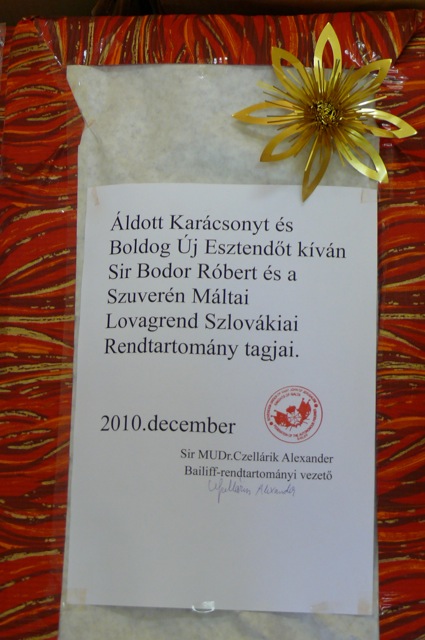 Áldott Karácsonyt és
Boldog Új Esztendőt kíván
Sir Bodor Róbert és a
Szuverén Máltai
Lovagrend Szlovákiai
Rendtartomány tagjai.
2010.december
Sir MUDr.Czellárik Alexander
Bailiff-rendtartományi vezető